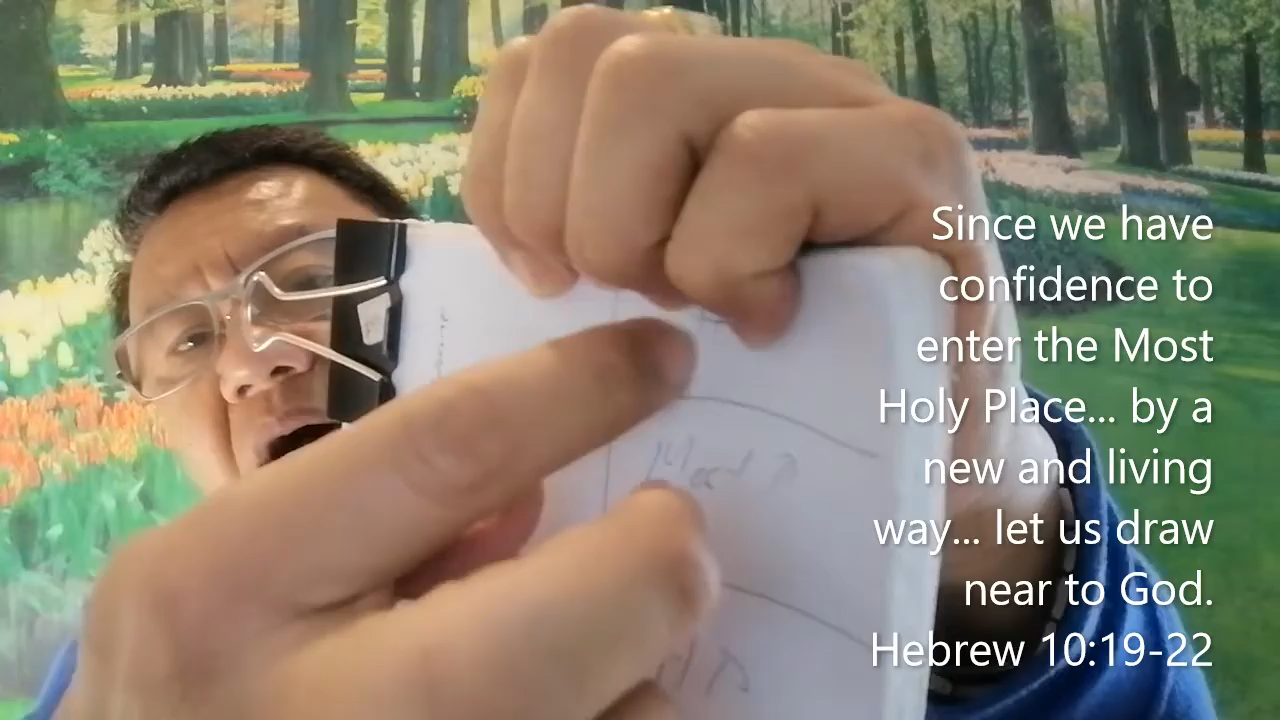 Since we have
confidence to
enter the Most
Holy Place... by a
new and living
way... let us draw
near to God.
Hebrew 10:19-22